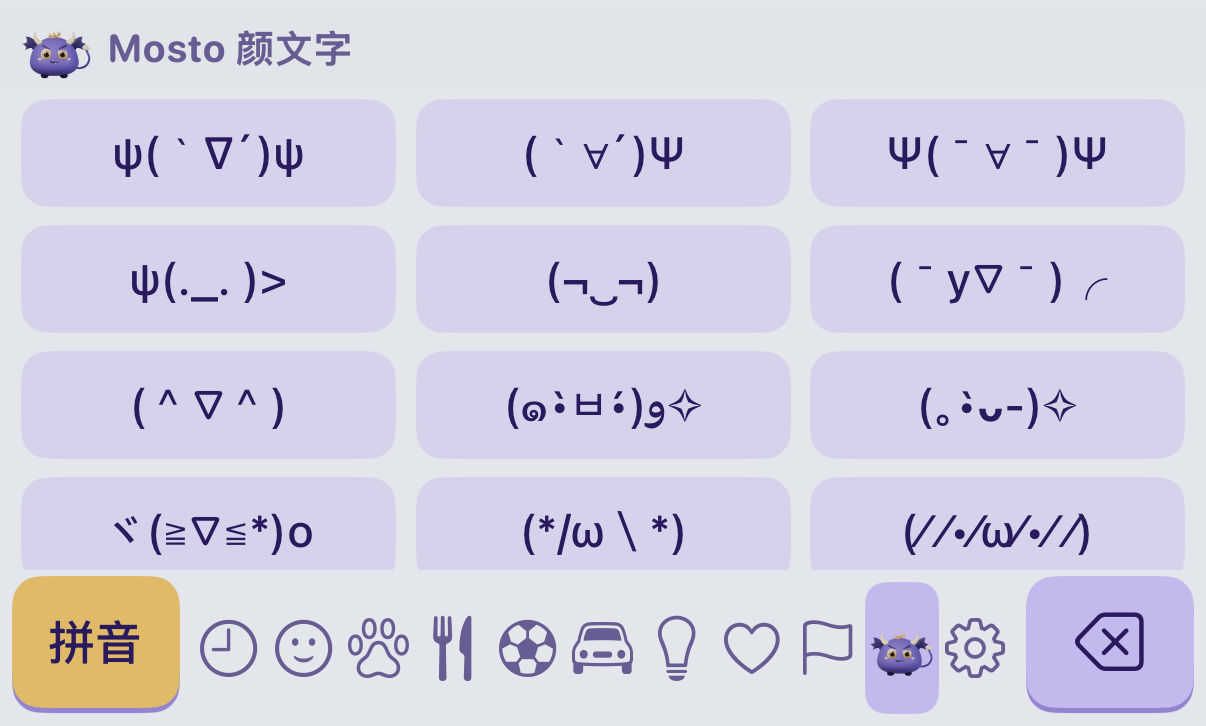 Mosto 颜文字
ψ( ` ∇ ´ )ψ
( ` ∀ ´ )Ψ
Ψ( ¯ ∀ ¯ )Ψ
ψ(._. )>
(¬‿¬)
( ¯ y∇ ¯ ) ╭
( ^ ∇ ^ )
(๑•̀ㅂ•́)و✧
(｡•̀ᴗ-)✧
ヾ(≧∇≦*)o
(*/ω\*)
(⁄ ⁄•⁄ω⁄•⁄ ⁄)
拼音